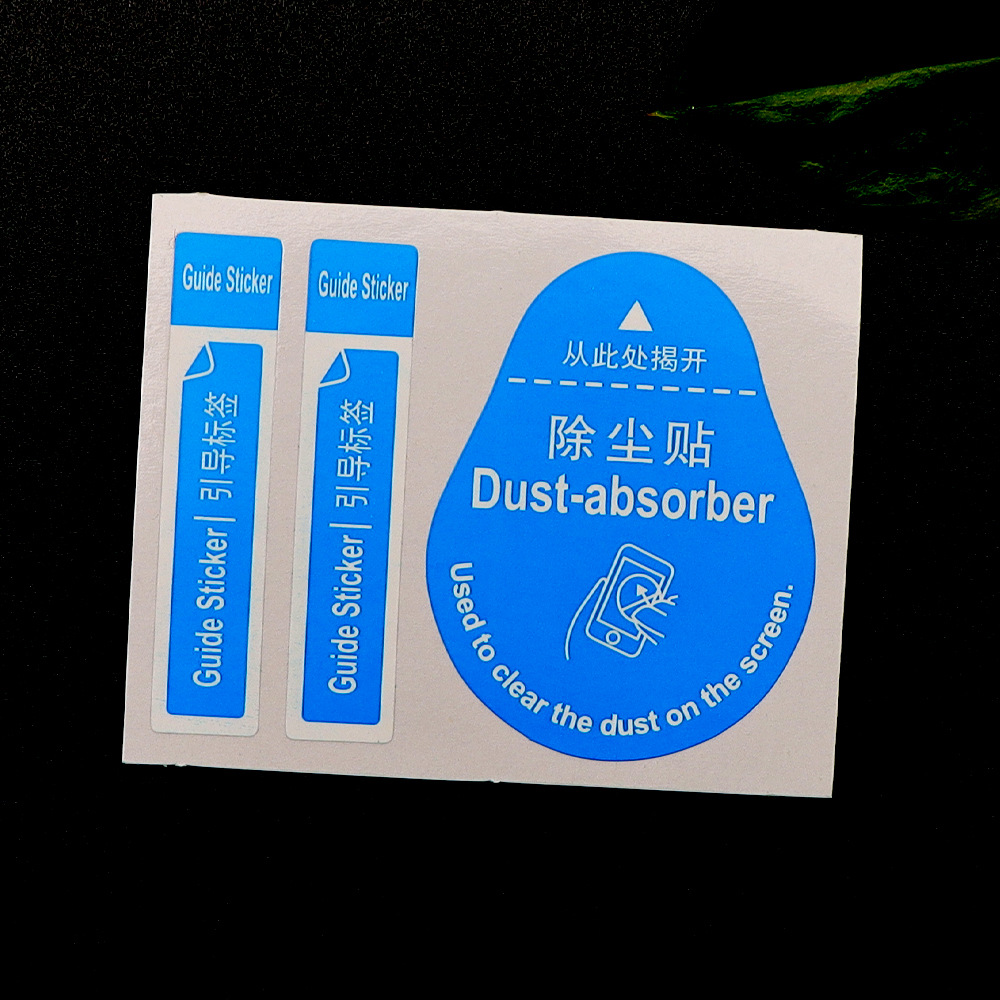 Guide Sticker
Guide Sticker | 引导标签
Guide Sticker
Guide Sticker | 引导标签
从此处揭开
除尘贴
Dust-absorber
Used to clear the dust on the screen.